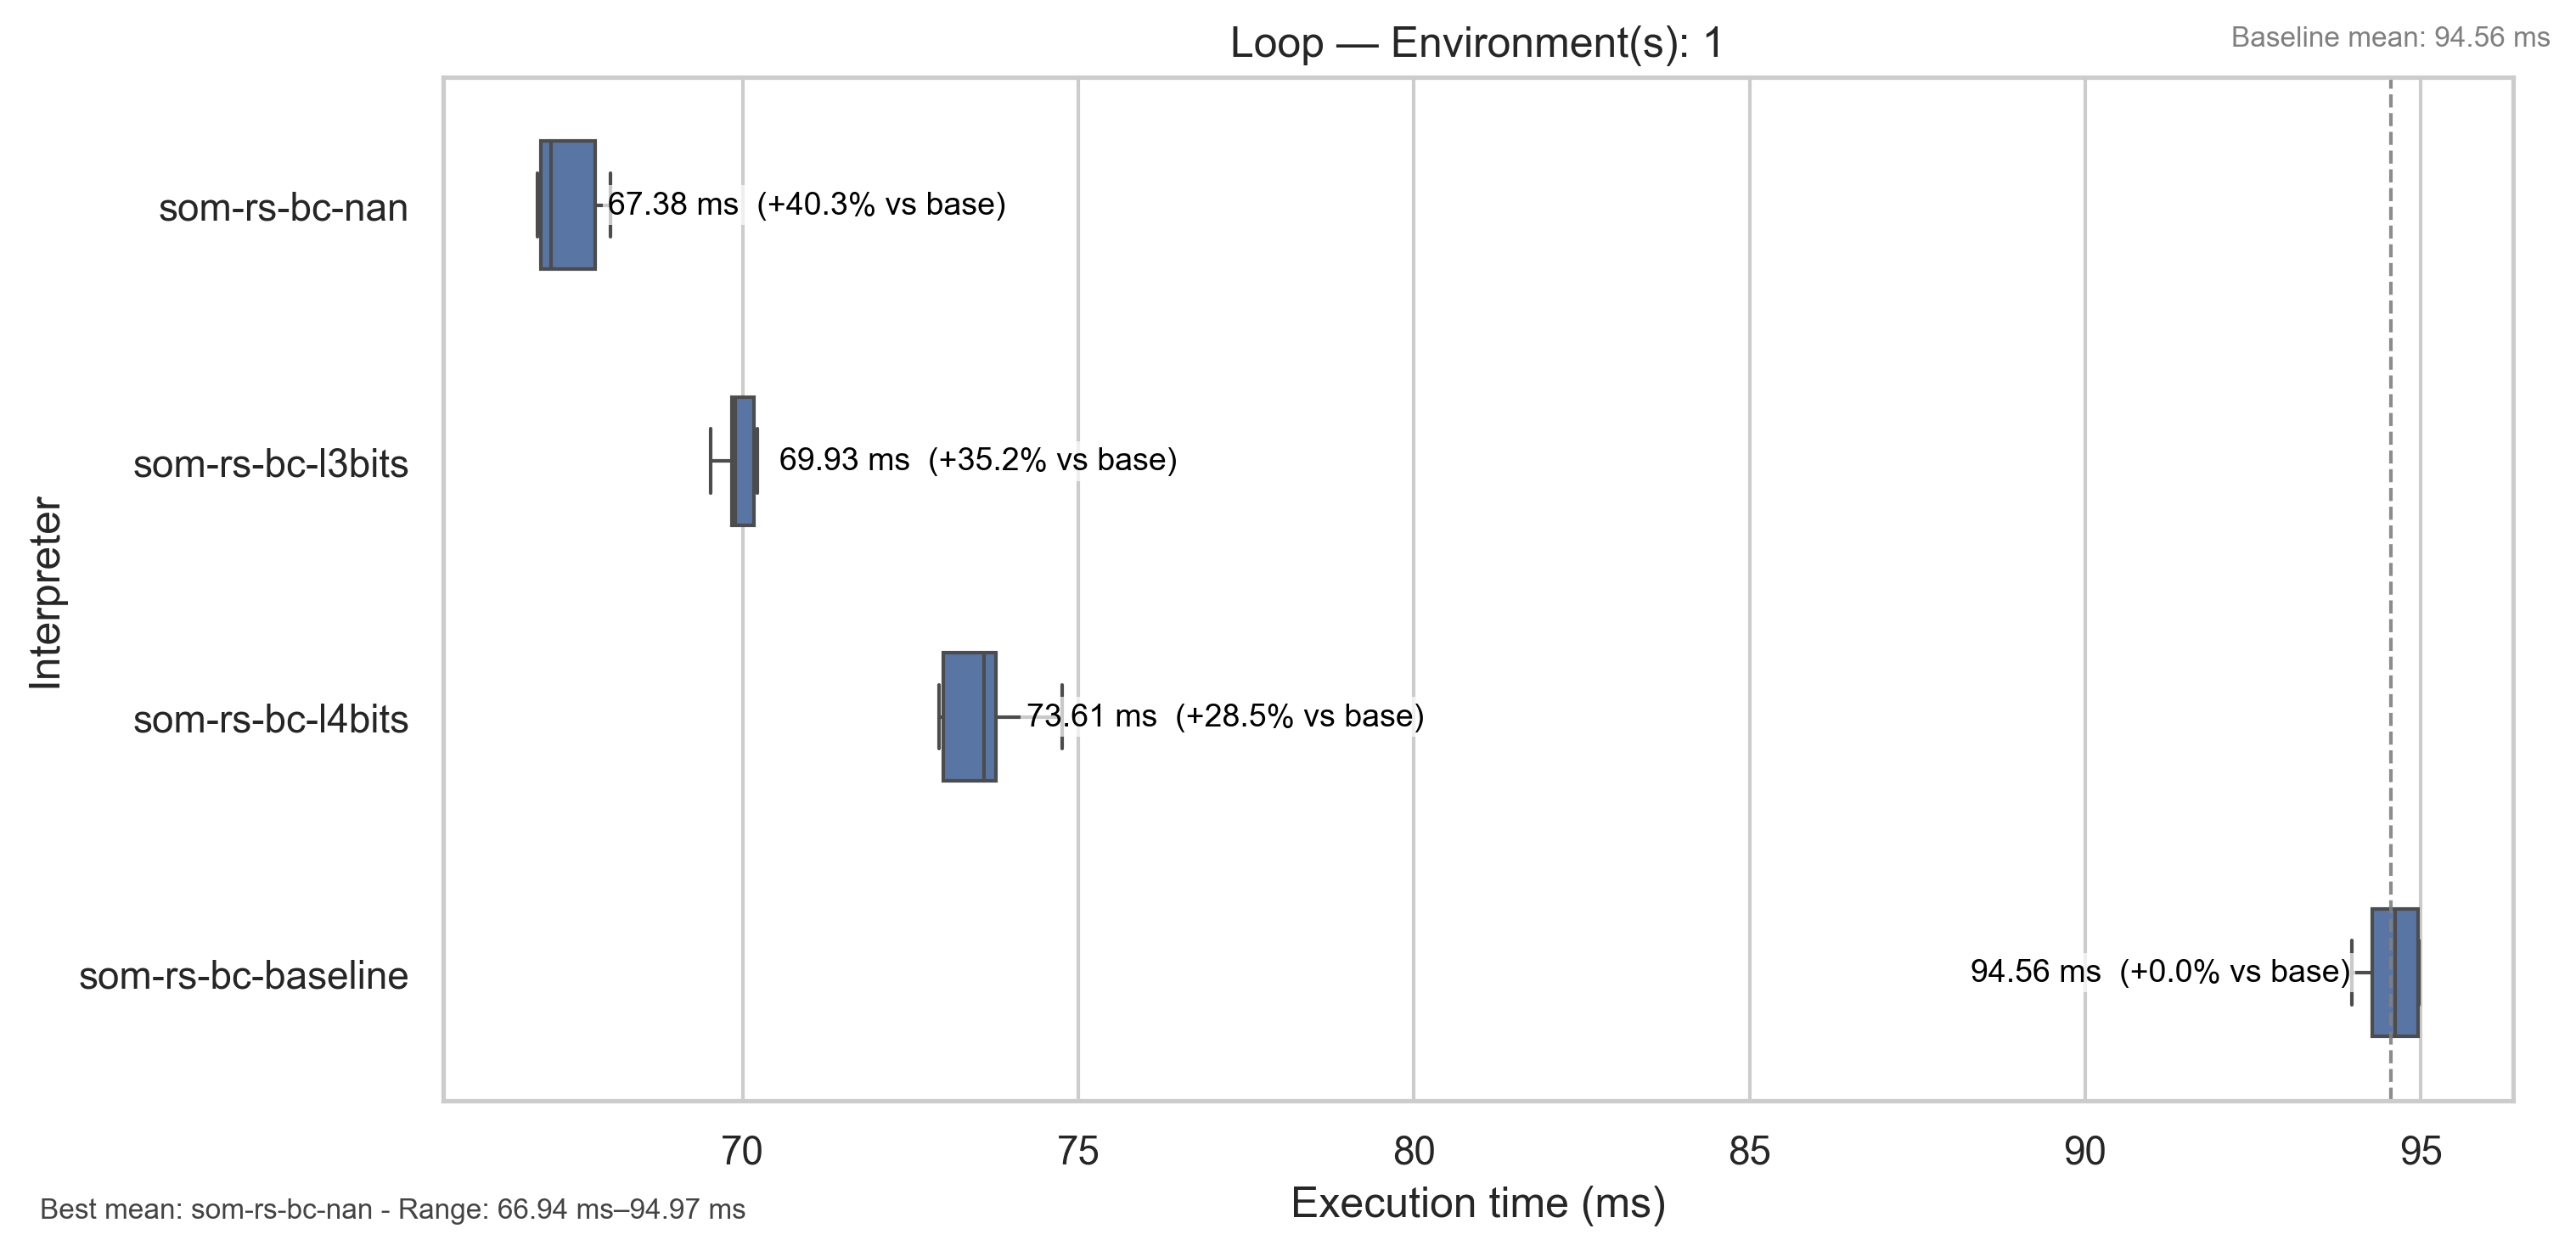 Loop — Environment(s): 1
Baseline mean: 94.56 ms
Interpreter
som-rs-bc-nan
67.38 ms (+40.3% vs base)
som-rs-bc-l3bits
69.93 ms (+35.2% vs base)
som-rs-bc-l4bits
73.61 ms (+28.5% vs base)
som-rs-bc-baseline
94.56 ms (+0.0% vs base)
70 75 80 85 90 95
Execution time (ms)
Best mean: som-rs-bc-nan - Range: 66.94 ms–94.97 ms